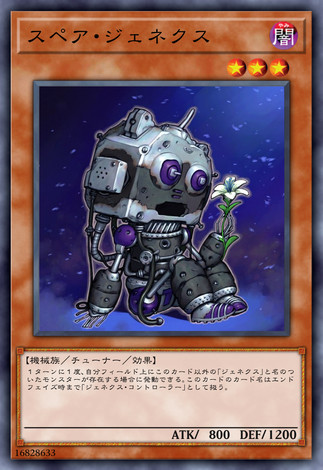 スペア・ジェネクス
闇
やみ
【機械族／チューナー／効果】
１ターンに１度、自分フィールド上にこのカード以外の「ジェネクス」と名のつ
いたモンスターが存在する場合に発動できる。このカードのカード名はエンド
フェイズ時まで「ジェネクス・コントローラー」として扱う。
ATK/ 800 DEF/1200
16828633